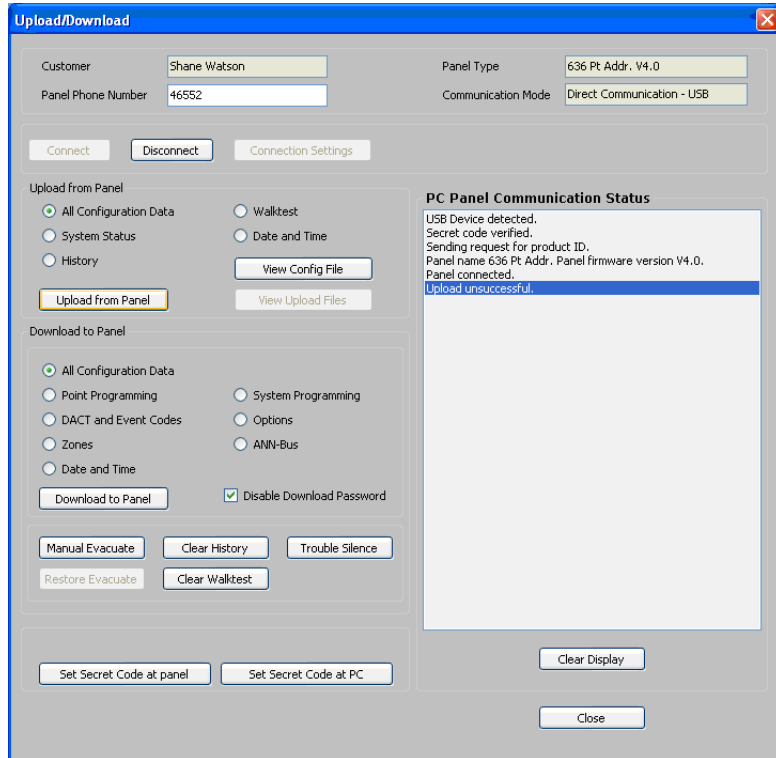 Upload/Download
Customer Shane Watson Panel Type 636 Pt Addr. V4.0
Panel Phone Number 46552 Communication Mode Direct Communication - USB
Connect Disconnect Connection Settings
Upload from Panel
All Configuration Data Walktest
System Status Date and Time
History View Config File
Upload from Panel View Upload Files
Download to Panel
All Configuration Data
Point Programming System Programming
DACT and Event Codes Options
Zones ANN-Bus
Date and Time
Download to Panel Disable Download Password
Manual Evacuate Clear History Trouble Silence
Restore Evacuate Clear Walktest
Set Secret Code at panel Set Secret Code at PC
PC Panel Communication Status
USB Device detected.
Secret code verified.
Sending request for product ID.
Panel name 636 Pt Addr. Panel firmware version V4.0.
Panel connected.
Upload unsuccessful.
Clear Display
Close